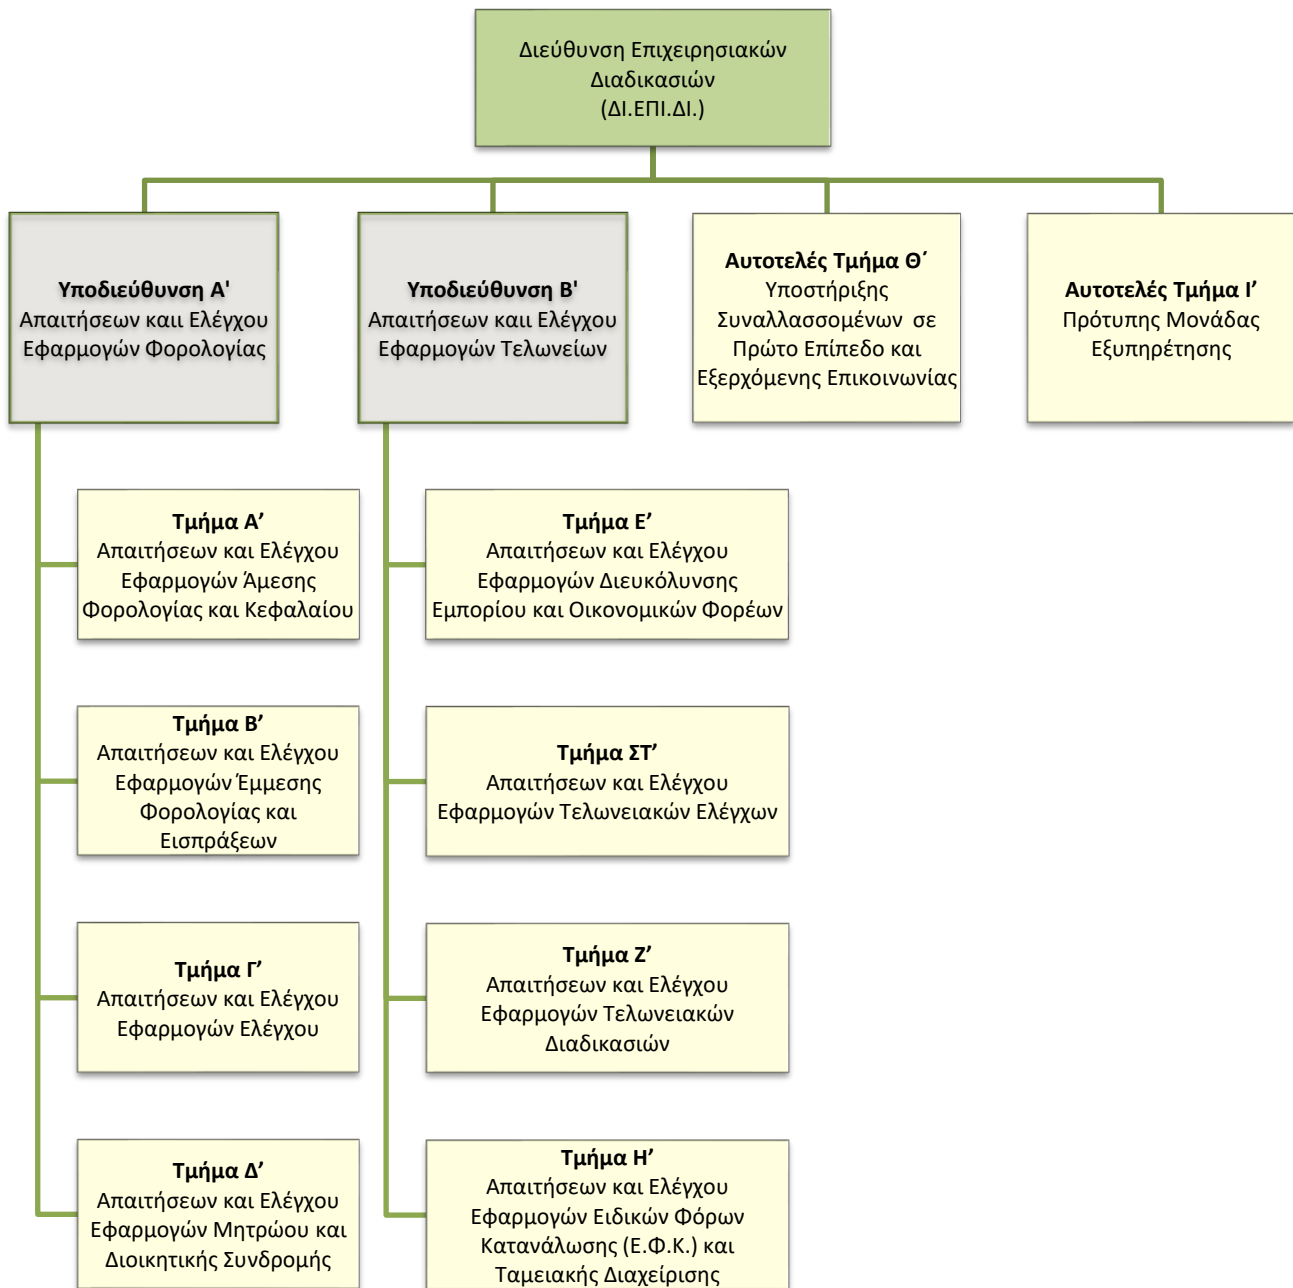 Διεύθυνση Επιχειρησιακών
Διαδικασιών
(ΔΙ.ΕΠΙ.ΔΙ.)
Υποδιεύθυνση Α'
Απαιτήσεων καιι Ελέγχου
Εφαρμογών Φορολογίας
Υποδιεύθυνση Β'
Απαιτήσεων καιι Ελέγχου
Εφαρμογών Τελωνείων
Αυτοτελές Τμήμα Θ΄
Υποστήριξης
Συναλλασσομένων σε
Πρώτο Επίπεδο και
Εξερχόμενης Επικοινωνίας
Αυτοτελές Τμήμα Ι’
Πρότυπης Μονάδας
Εξυπηρέτησης
Τμήμα Α’
Απαιτήσεων και Ελέγχου
Εφαρμογών Άμεσης
Φορολογίας και Κεφαλαίου
Τμήμα Β’
Απαιτήσεων και Ελέγχου
Εφαρμογών Έμμεσης
Φορολογίας και
Εισπράξεων
Τμήμα Γ’
Απαιτήσεων και Ελέγχου
Εφαρμογών Ελέγχου
Τμήμα Δ’
Απαιτήσεων και Ελέγχου
Εφαρμογών Μητρώου και
Διοικητικής Συνδρομής
Τμήμα Ε’
Απαιτήσεων και Ελέγχου
Εφαρμογών Διευκόλυνσης
Εμπορίου και Οικονομικών Φορέων
Τμήμα ΣΤ’
Απαιτήσεων και Ελέγχου
Εφαρμογών Τελωνειακών Ελέγχων
Τμήμα Ζ’
Απαιτήσεων και Ελέγχου
Εφαρμογών Τελωνειακών
Διαδικασιών
Τμήμα Η’
Απαιτήσεων και Ελέγχου
Εφαρμογών Ειδικών Φόρων
Κατανάλωσης (Ε.Φ.Κ.) και
Ταμειακής Διαχείρισης